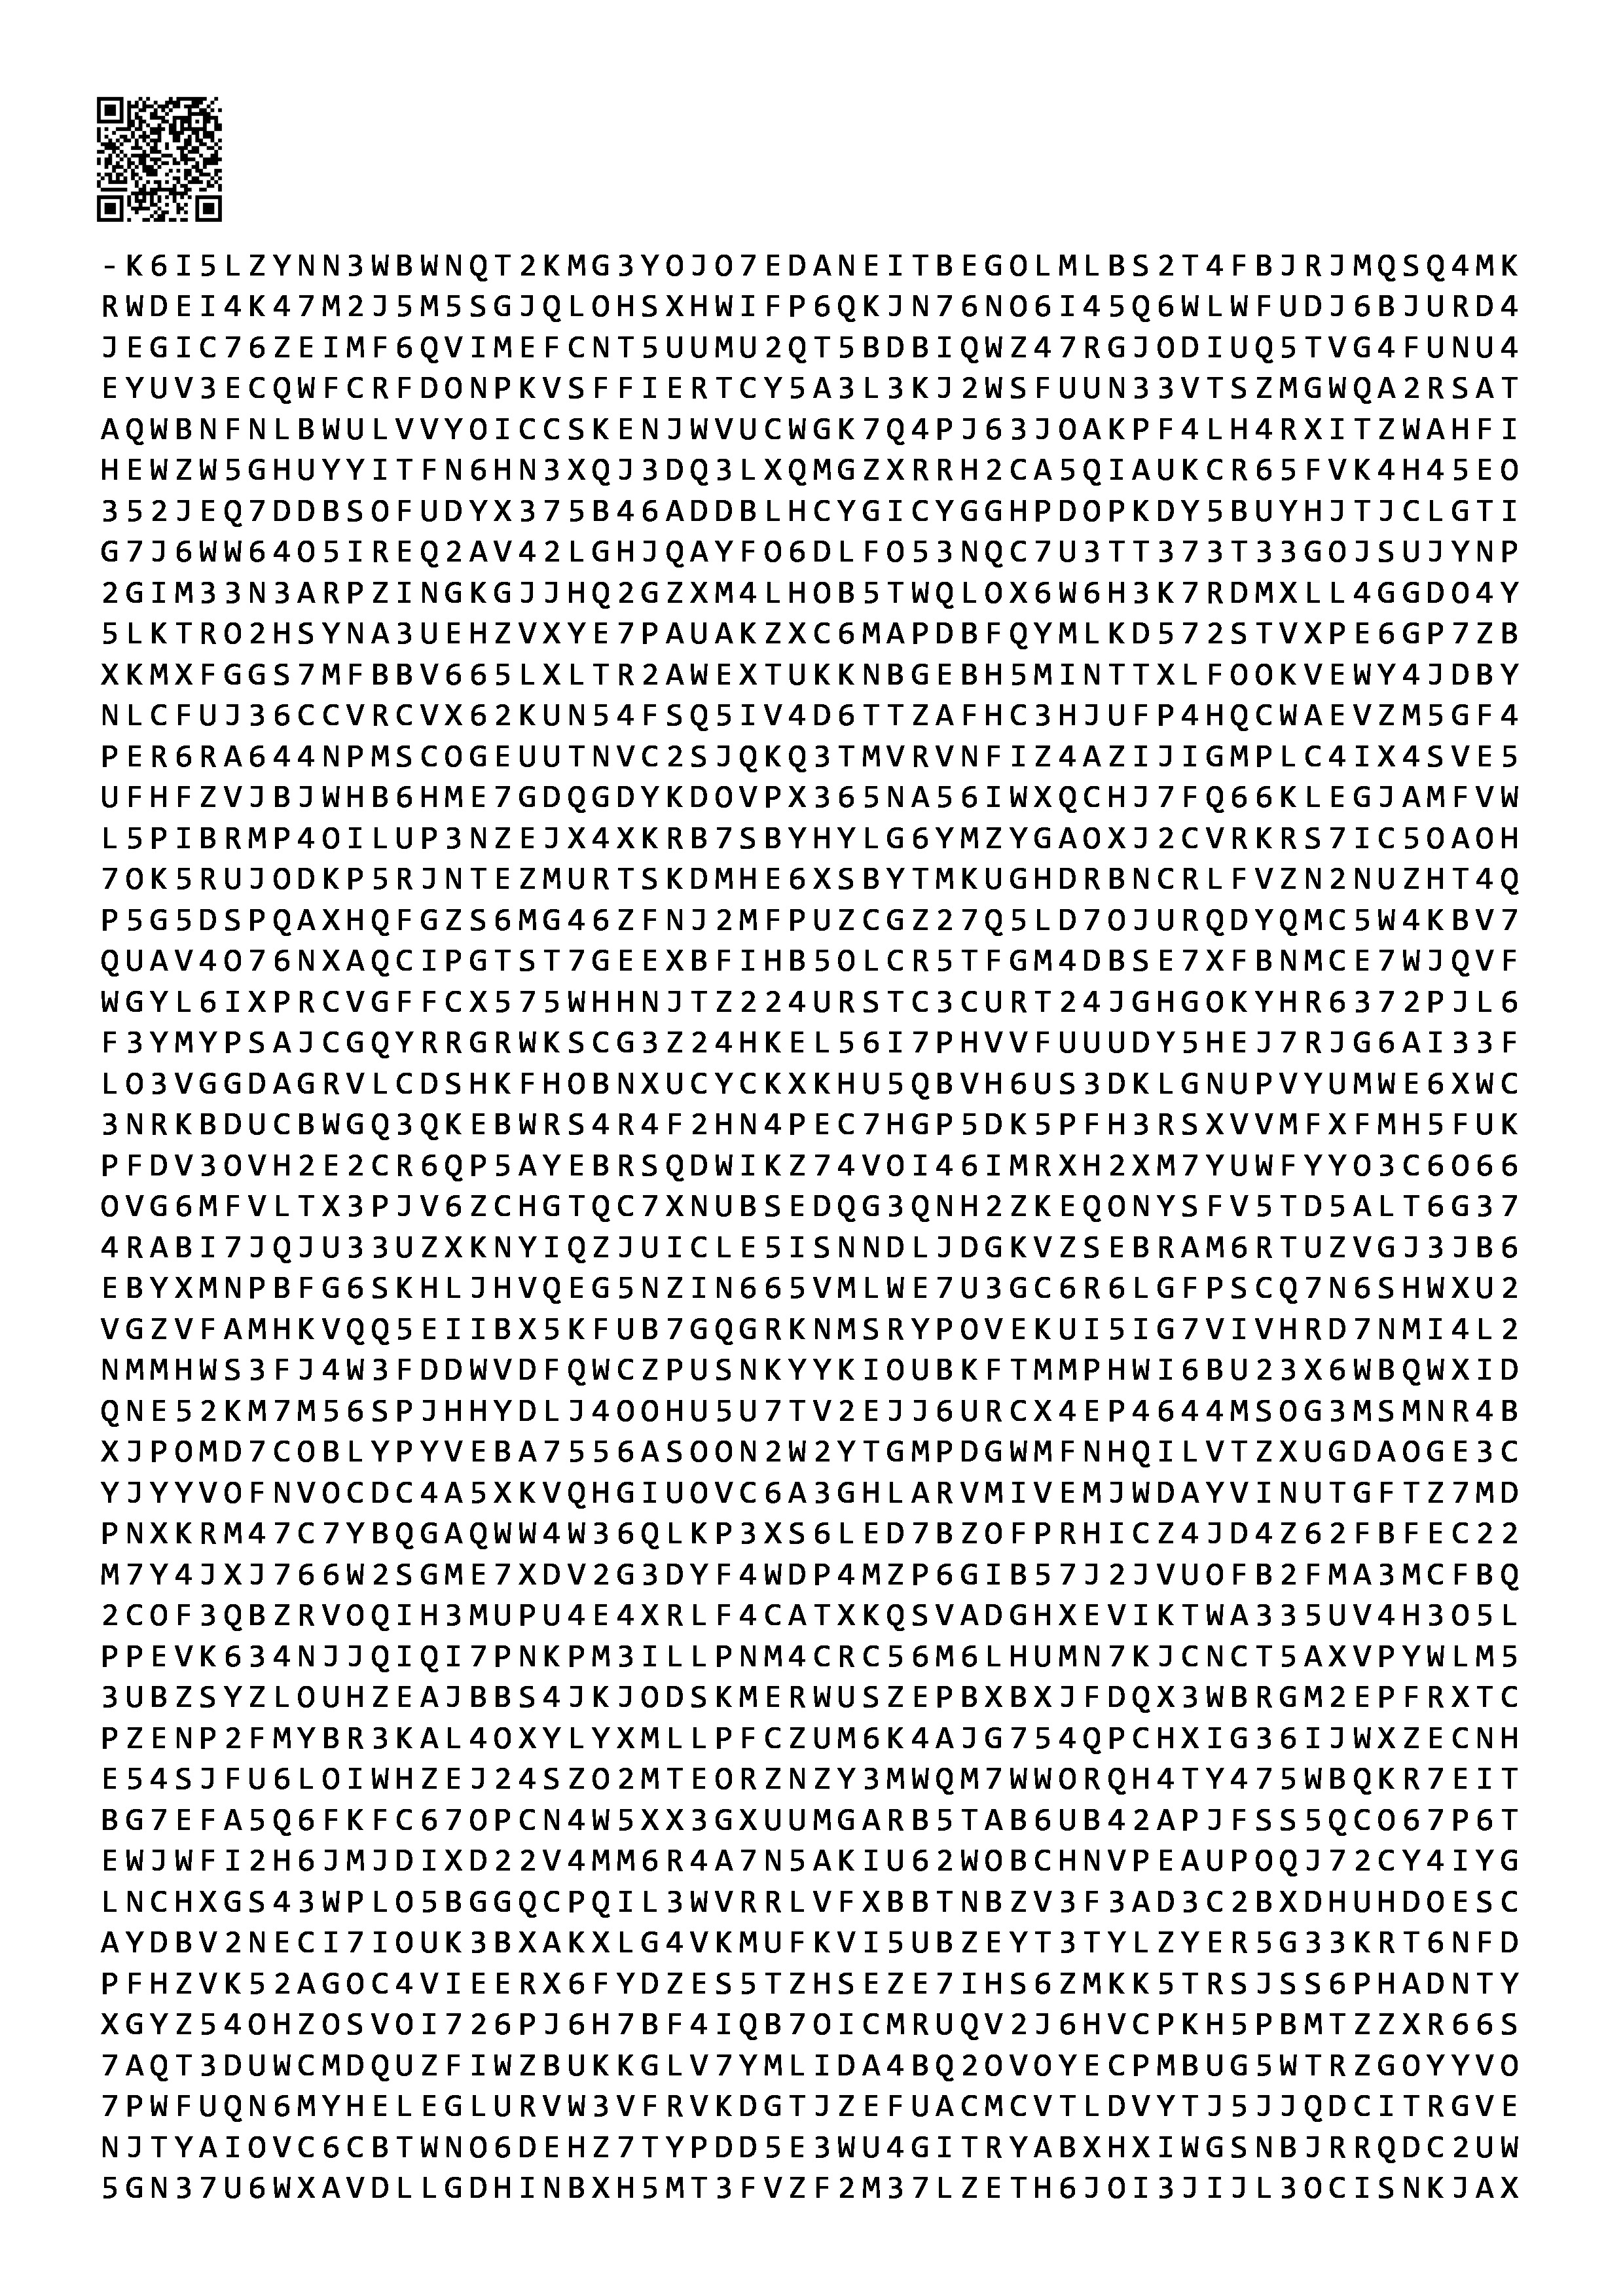 -K6I5LZYNN3WBWNQT2KMG3YOJO7EDANEITBEGOLMLBS2T4FBJRJMQSQ4MK
RWDEI4K47M2J5M5SGJQLOHSXHWIFP6QKJN76NO6I45Q6WLWFUDJ6BJURD4
JEGIC76ZEIMF6QVIMEFCNT5UUMU2QT5BDBIQWZ47RGJODIUQ5TVG4FUNU4
EYUV3ECQWFCRFDONPKVSFFIERTCY5A3L3KJ2WSFUUN33VTSZMGWQA2RSAT
AQWBNFNLBWULVVYOICCSKENJWVUCWGK7Q4PJ63JOAKPF4LH4RXITZWAHFI
HEWZW5GHUYYITFN6HN3XQJ3DQ3LXQMGZXRRH2CA5QIAUKCR65FVK4H45EO
352JEQ7DDBSOFUDYX375B46ADDBLHCYGICYGGHPDOPKDY5BUYHJTJCLGTI
G7J6WW64O5IREQ2AV42LGHJQAYFO6DLFO53NQC7U3TT373T33GOJSUJYNP
2GIM33N3ARPZINGKGJJHQ2GZXM4LHOB5TWQLOX6W6H3K7RDMXLL4GGDO4Y
5LKTRO2HSYNA3UEHZVXYE7PAUAKZXC6MAPDBFQYMLKD572STVXPE6GP7ZB
XKMXFGGS7MFBBV665LXLTR2AWEXTUKKNBGEBH5MINTTXLFOOKVEWY4JDBY
NLCFUJ36CCVRCVX62KUN54FSQ5IV4D6TTZAFHC3HJUFP4HQCWAEVZM5GF4
PER6RA644NPMSCOGEUUTNVC2SJQKQ3TMVRVNFIZ4AZIJIGMPLC4IX4SVE5
UFHFZVJBJWHB6HME7GDQGDYKDOVPX365NA56IWXQCHJ7FQ66KLEGJAMFVW
L5PIBRMP4OILUP3NZEJX4XKRB7SBYHYLG6YMZYGAOXJ2CVRKRS7IC5OAOH
7OK5RUJODKP5RJNTEZMURTSKDMHE6XSBYTMKUGHDRBNCRLFVZN2NUZHT4Q
P5G5DSPQAXHQFGZS6MG46ZFNJ2MFPUZCGZ27Q5LD7OJURQDYQMC5W4KBV7
QUAV4O76NXAQCIPGTST7GEEXBFIHB5OLCR5TFGM4DBSE7XFBNMCE7WJQVF
WGYL6IXPRCVGFFCX575WHHNJTZ224URSTC3CURT24JGHGOKYHR6372PJL6
F3YMYPSAJCGQYRRGRWKSCG3Z24HKEL56I7PHVVFUUUDY5HEJ7RJG6AI33F
LO3VGGDAGRVLCDSHKFHOBNXUCYCKXKHU5QBVH6US3DKLGNUPVYUMWE6XWC
3NRKBDUCBWGQ3QKEBWRS4R4F2HN4PEC7HGP5DK5PFH3RSXVVMFXFMH5FUK
PFDV3OVH2E2CR6QP5AYEBRSQDWIKZ74VOI46IMRXH2XM7YUWFYYO3C6O66
OVG6MFVLTX3PJV6ZCHGTQC7XNUBSEDQG3QNH2ZKEQONYSFV5TD5ALT6G37
4RABI7JQJU33UZXKNYIQZJUICLE5ISNNDLJDGKVZSEBRAM6RTUZVGJ3JB6
EBYXMNPBFG6SKHLJHVQEG5NZIN665VMLWE7U3GC6R6LGFPSCQ7N6SHWXU2
VGZVFAMHKVQQ5EIIBX5KFUB7GQGRKNMSRYPOVEKUI5IG7VIVHRD7NMI4L2
NMMHWS3FJ4W3FDDWVDFQWCZPUSNKYYKIOUBKFTMMPHWI6BU23X6WBQWXID
QNE52KM7M56SPJHHYDLJ4OOHU5U7TV2EJJ6URCX4EP4644MSOG3MSMNR4B
XJPOMD7COBLYPYVEBA7556ASOON2W2YTGMPDGWMFNHQILVTZXUGDAOGE3C
YJYYVOFNVOCDC4A5XKVQHGIUOVC6A3GHLARVMIVEMJWDAYVINUTGFTZ7MD
PNXKRM47C7YBQGAQWW4W36QLKP3XS6LED7BZOFPRHICZ4JD4Z62FBFEC22
M7Y4JXJ766W2SGME7XDV2G3DYF4WDP4MZP6GIB57J2JVUOFB2FMA3MCFBQ
2COF3QBZRVOQIH3MUPU4E4XRLF4CATXKQSVADGHXEVIKTWA335UV4H3O5L
PPEVK634NJJQIQI7PNKPM3ILLPNM4CRC56M6LHUMN7KJCNCT5AXVPYWLM5
3UBZSYZLOUHZEAJBBS4JKJODSKMERWUSZEPBXBXJFDQX3WBRGM2EPFRXTC
PZENP2FMYBR3KAL4OXYLYXMLLPFCZUM6K4AJG754QPCHXIG36IJWXZECNH
E54SJFU6LOIWHZEJ24SZO2MTEORZNZY3MWQM7WWORQH4TY475WBQKR7EIT
BG7EFA5Q6FKFC67OPCN4W5XX3GXUUMGARB5TAB6UB42APJFSS5QCO67P6T
EWJWFI2H6JMJDIXD22V4MM6R4A7N5AKIU62WOBCHNVPEAUPOQJ72CY4IYG
LNCHXGS43WPLO5BGGQCPQIL3WVRRLVFXBBTNBZV3F3AD3C2BXDHUHDOESC
AYDBV2NECI7IOUK3BXAKXLG4VKMUFKVI5UBZEYT3TYLZYER5G33KRT6NFD
PFHZVK52AGOC4VIEERX6FYDZES5TZHSEZE7IHS6ZMKK5TRSJSS6PHADNTY
XGYZ54OHZOSVOI726PJ6H7BF4IQB7OICMRUQV2J6HVCPKH5PBMTZZXR66S
7AQT3DUWCMDQUZFIWZBUKKGLV7YMLIDA4BQ2OVOYECPMBUG5WTRZGOYYVO
7PWFUQN6MYHELEGLURVW3VFRVKDGTJZEFUACMCVTLDVYTJ5JJQDCITRGVE
NJTYAIOVC6CBTWNO6DEHZ7TYPDD5E3WU4GITRYABXHXIWGSNBJRRQDC2UW
5GN37U6WXAVDLLGDHINBXH5MT3FVZF2M37LZETH6JOI3JIJL3OCISNKJAX